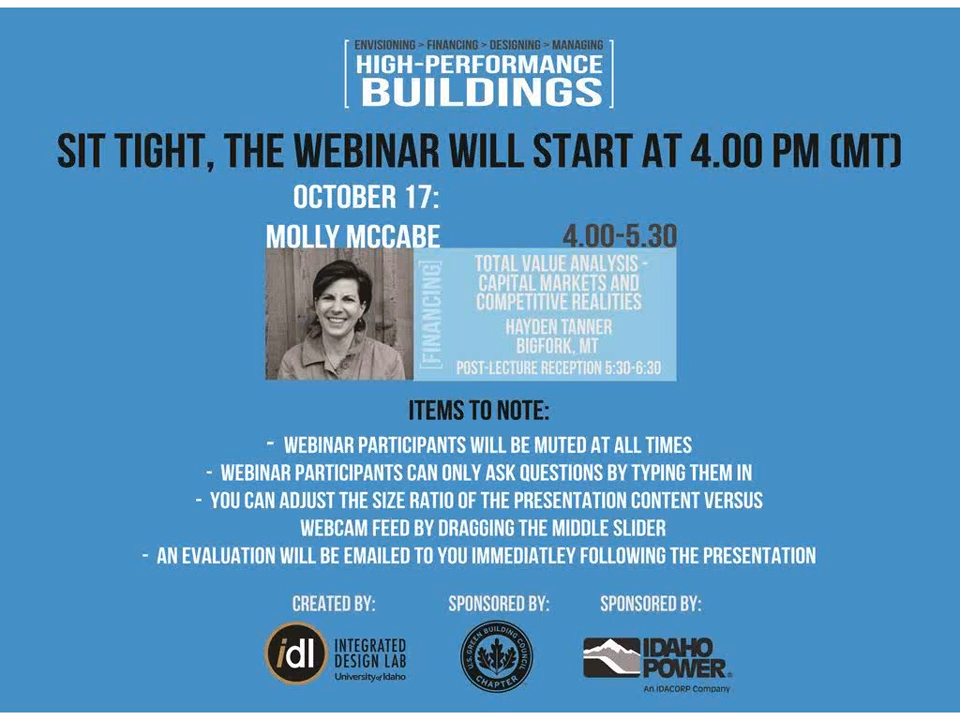 ENVISIONING > FINANCING > DESIGNING > MANAGING
HIGH-PERFORMANCE
BUILDINGS
SIT TIGHT, THE WEBINAR WILL START AT 4.00 PM (MT)
OCTOBER 17:
MOLLY MCCABE
4.00-5.30
[FINANCING]
TOTAL VALUE ANALYSIS -
CAPITAL MARKETS AND
COMPETITIVE REALITIES
HAYDEN TANNER
BIGFORK, MT
POST-LECTURE RECEPTION 5:30-6:30
ITEMS TO NOTE:
- WEBINAR PARTICIPANTS WILL BE MUTED AT ALL TIMES
- WEBINAR PARTICIPANTS CAN ONLY ASK QUESTIONS BY TYPING THEM IN
- YOU CAN ADJUST THE SIZE RATIO OF THE PRESENTATION CONTENT VERSUS
WEBCAM FEED BY DRAGGING THE MIDDLE SLIDER
- AN EVALUATION WILL BE EMAILED TO YOU IMMEDIATLEY FOLLOWING THE PRESENTATION
CREATED BY:
SPONSORED BY:
SPONSORED BY:
idl
INTEGRATED
DESIGN LAB
University of Idaho
U.S. GREEN BUILDING COUNCIL
CHAPTER
IDAHO
POWER®
An IDACORP Company